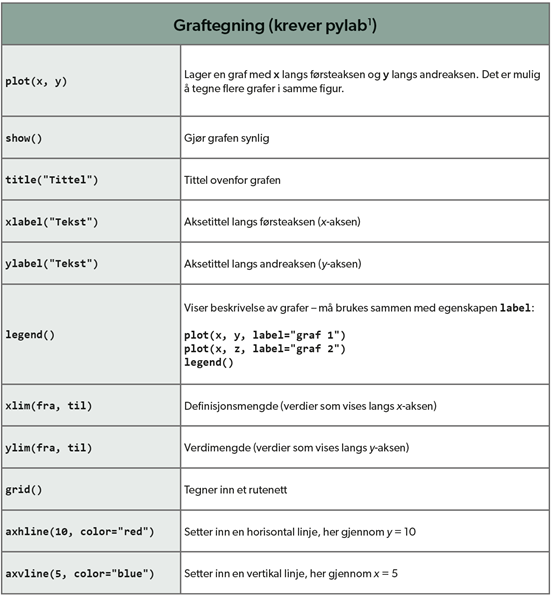 Graftegning (krever pylab¹)
plot(x, y)
Lager en graf med x langs førsteaksen og y langs andreaksen. Det er mulig
å tegne flere grafer i samme figur.
show()
Gjør grafen synlig
title("Tittel")
Tittel ovenfor grafen
xlabel("Tekst")
Aksetittel langs førsteaksen (x-aksen)
ylabel("Tekst")
Aksetittel langs andreaksen (y-aksen)
legend()
Viser beskrivelse av grafer – må brukes sammen med egenskapen label:
plot(x, y, label="graf 1")
plot(x, z, label="graf 2")
legend()
xlim(fra, til)
Definisjonsmengde (verdier som vises langs x-aksen)
ylim(fra, til)
Verdimengde (verdier som vises langs y-aksen)
grid()
Tegner inn et rutenett
axhline(10, color="red")
Setter inn en horisontal linje, her gjennom y = 10
axvline(5, color="blue")
Setter inn en vertikal linje, her gjennom x = 5